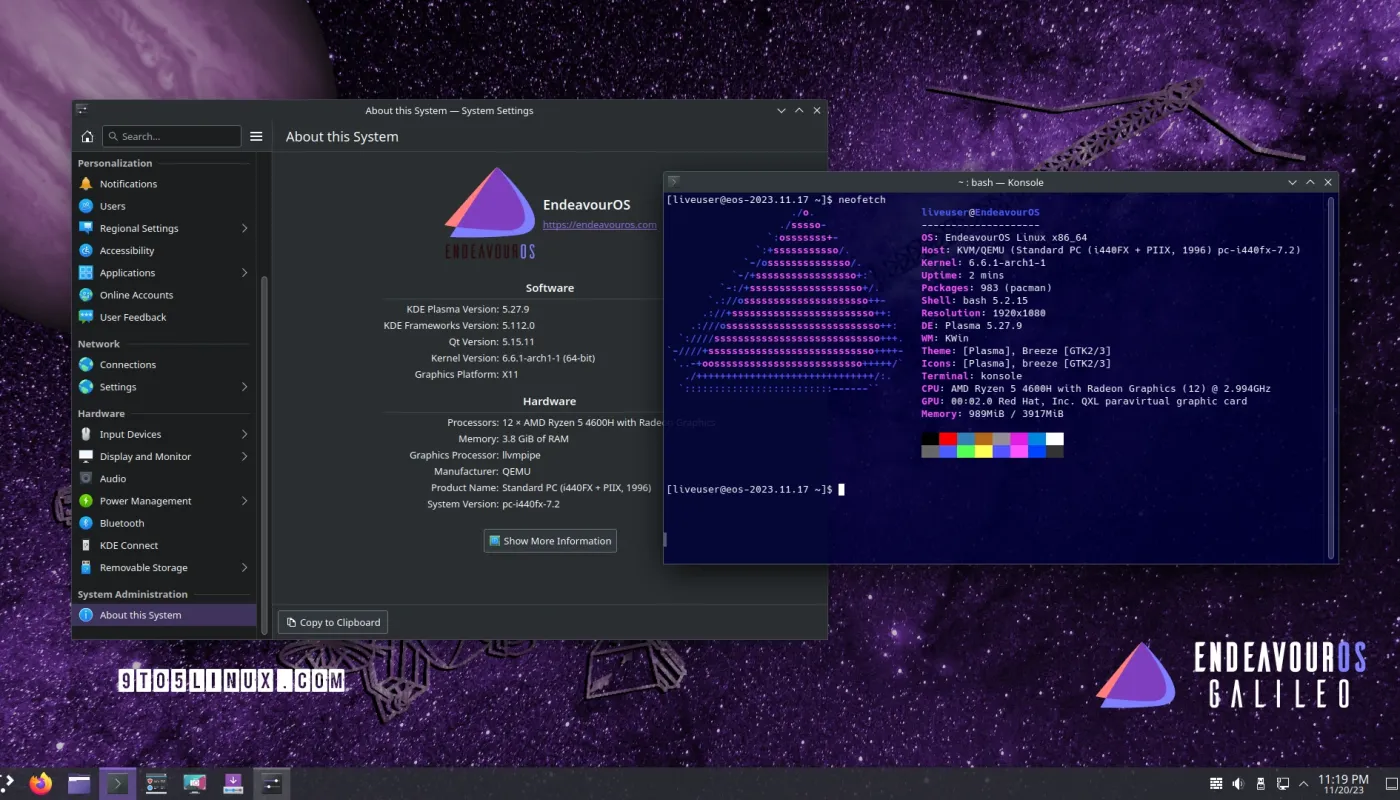 About this System — System Settings
Search...
About this System
Personalization
Notifications
Users
Regional Settings
Accessibility
Applications
Online Accounts
User Feedback
Network
Connections
Settings
Hardware
Input Devices
Display and Monitor
Audio
Power Management
Bluetooth
KDE Connect
Removable Storage
System Administration
About this System
ENDEAVOUROS
EndeavourOS
https://endeavouros.com
Software
KDE Plasma Version: 5.27.9
KDE Frameworks Version: 5.112.0
Qt Version: 5.15.11
Kernel Version: 6.6.1-arch1-1 (64-bit)
Graphics Platform: X11
Hardware
Processors: 12 × AMD Ryzen 5 4600H with Radeon Graphics
Memory: 3.8 GiB of RAM
Graphics Processor: llvmpipe
Manufacturer: QEMU
Product Name: Standard PC (i440FX + PIIX, 1996)
System Version: pc-i440fx-7.2
Show More Information
Copy to Clipboard
~ : bash — Konsole
[liveuser@eos-2023.11.17 ~]$ neofetch
liveuser@EndeavourOS
--------------------
OS: EndeavourOS Linux x86_64
Host: KVM/QEMU (Standard PC (i440FX + PIIX, 1996) pc-i440fx-7.2)
Kernel: 6.6.1-arch1-1
Uptime: 2 mins
Packages: 983 (pacman)
Shell: bash 5.2.15
Resolution: 1920x1080
DE: Plasma 5.27.9
WM: KWin
Theme: [Plasma], Breeze [GTK2/3]
Icons: [Plasma], breeze [GTK2/3]
Terminal: konsole
CPU: AMD Ryzen 5 4600H with Radeon Graphics (12) @ 2.994GHz
GPU: 00:02.0 Red Hat, Inc. QXL paravirtual graphic card
Memory: 989MiB / 3917MiB
[liveuser@eos-2023.11.17 ~]$
9TO5LINUX.COM
ENDEAVOUROS
GALILEO
11:19 PM
11/20/23